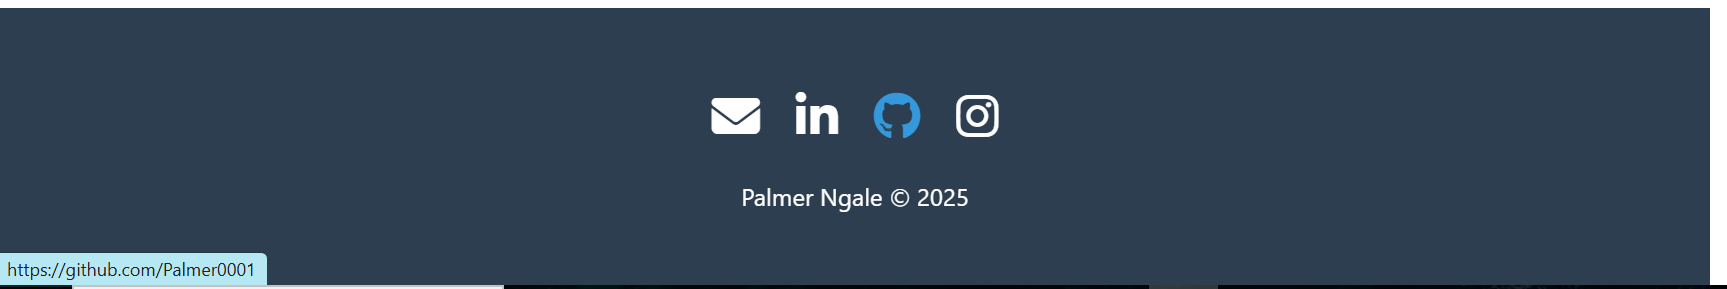 Palmer Ngale © 2025
https://github.com/Palmer0001